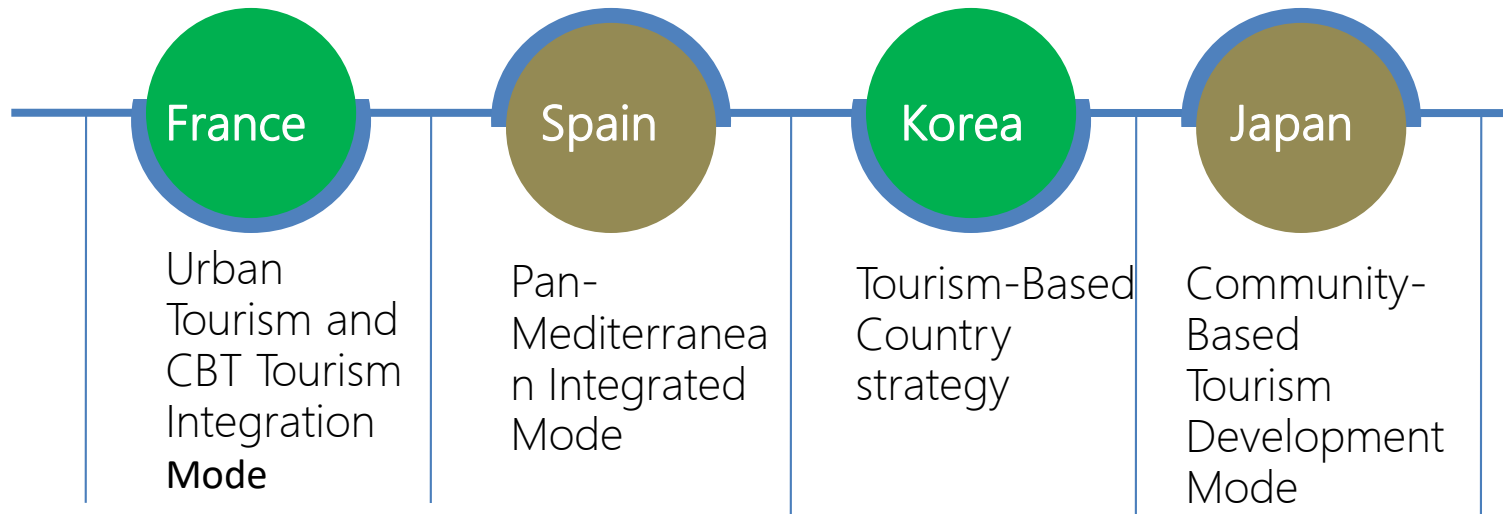 France
Urban
Tourism and
CBT Tourism
Integration
Mode
Spain
Pan-
Mediterranea
n Integrated
Mode
Korea
Tourism-Based
Country
strategy
Japan
Community-
Based
Tourism
Development
Mode